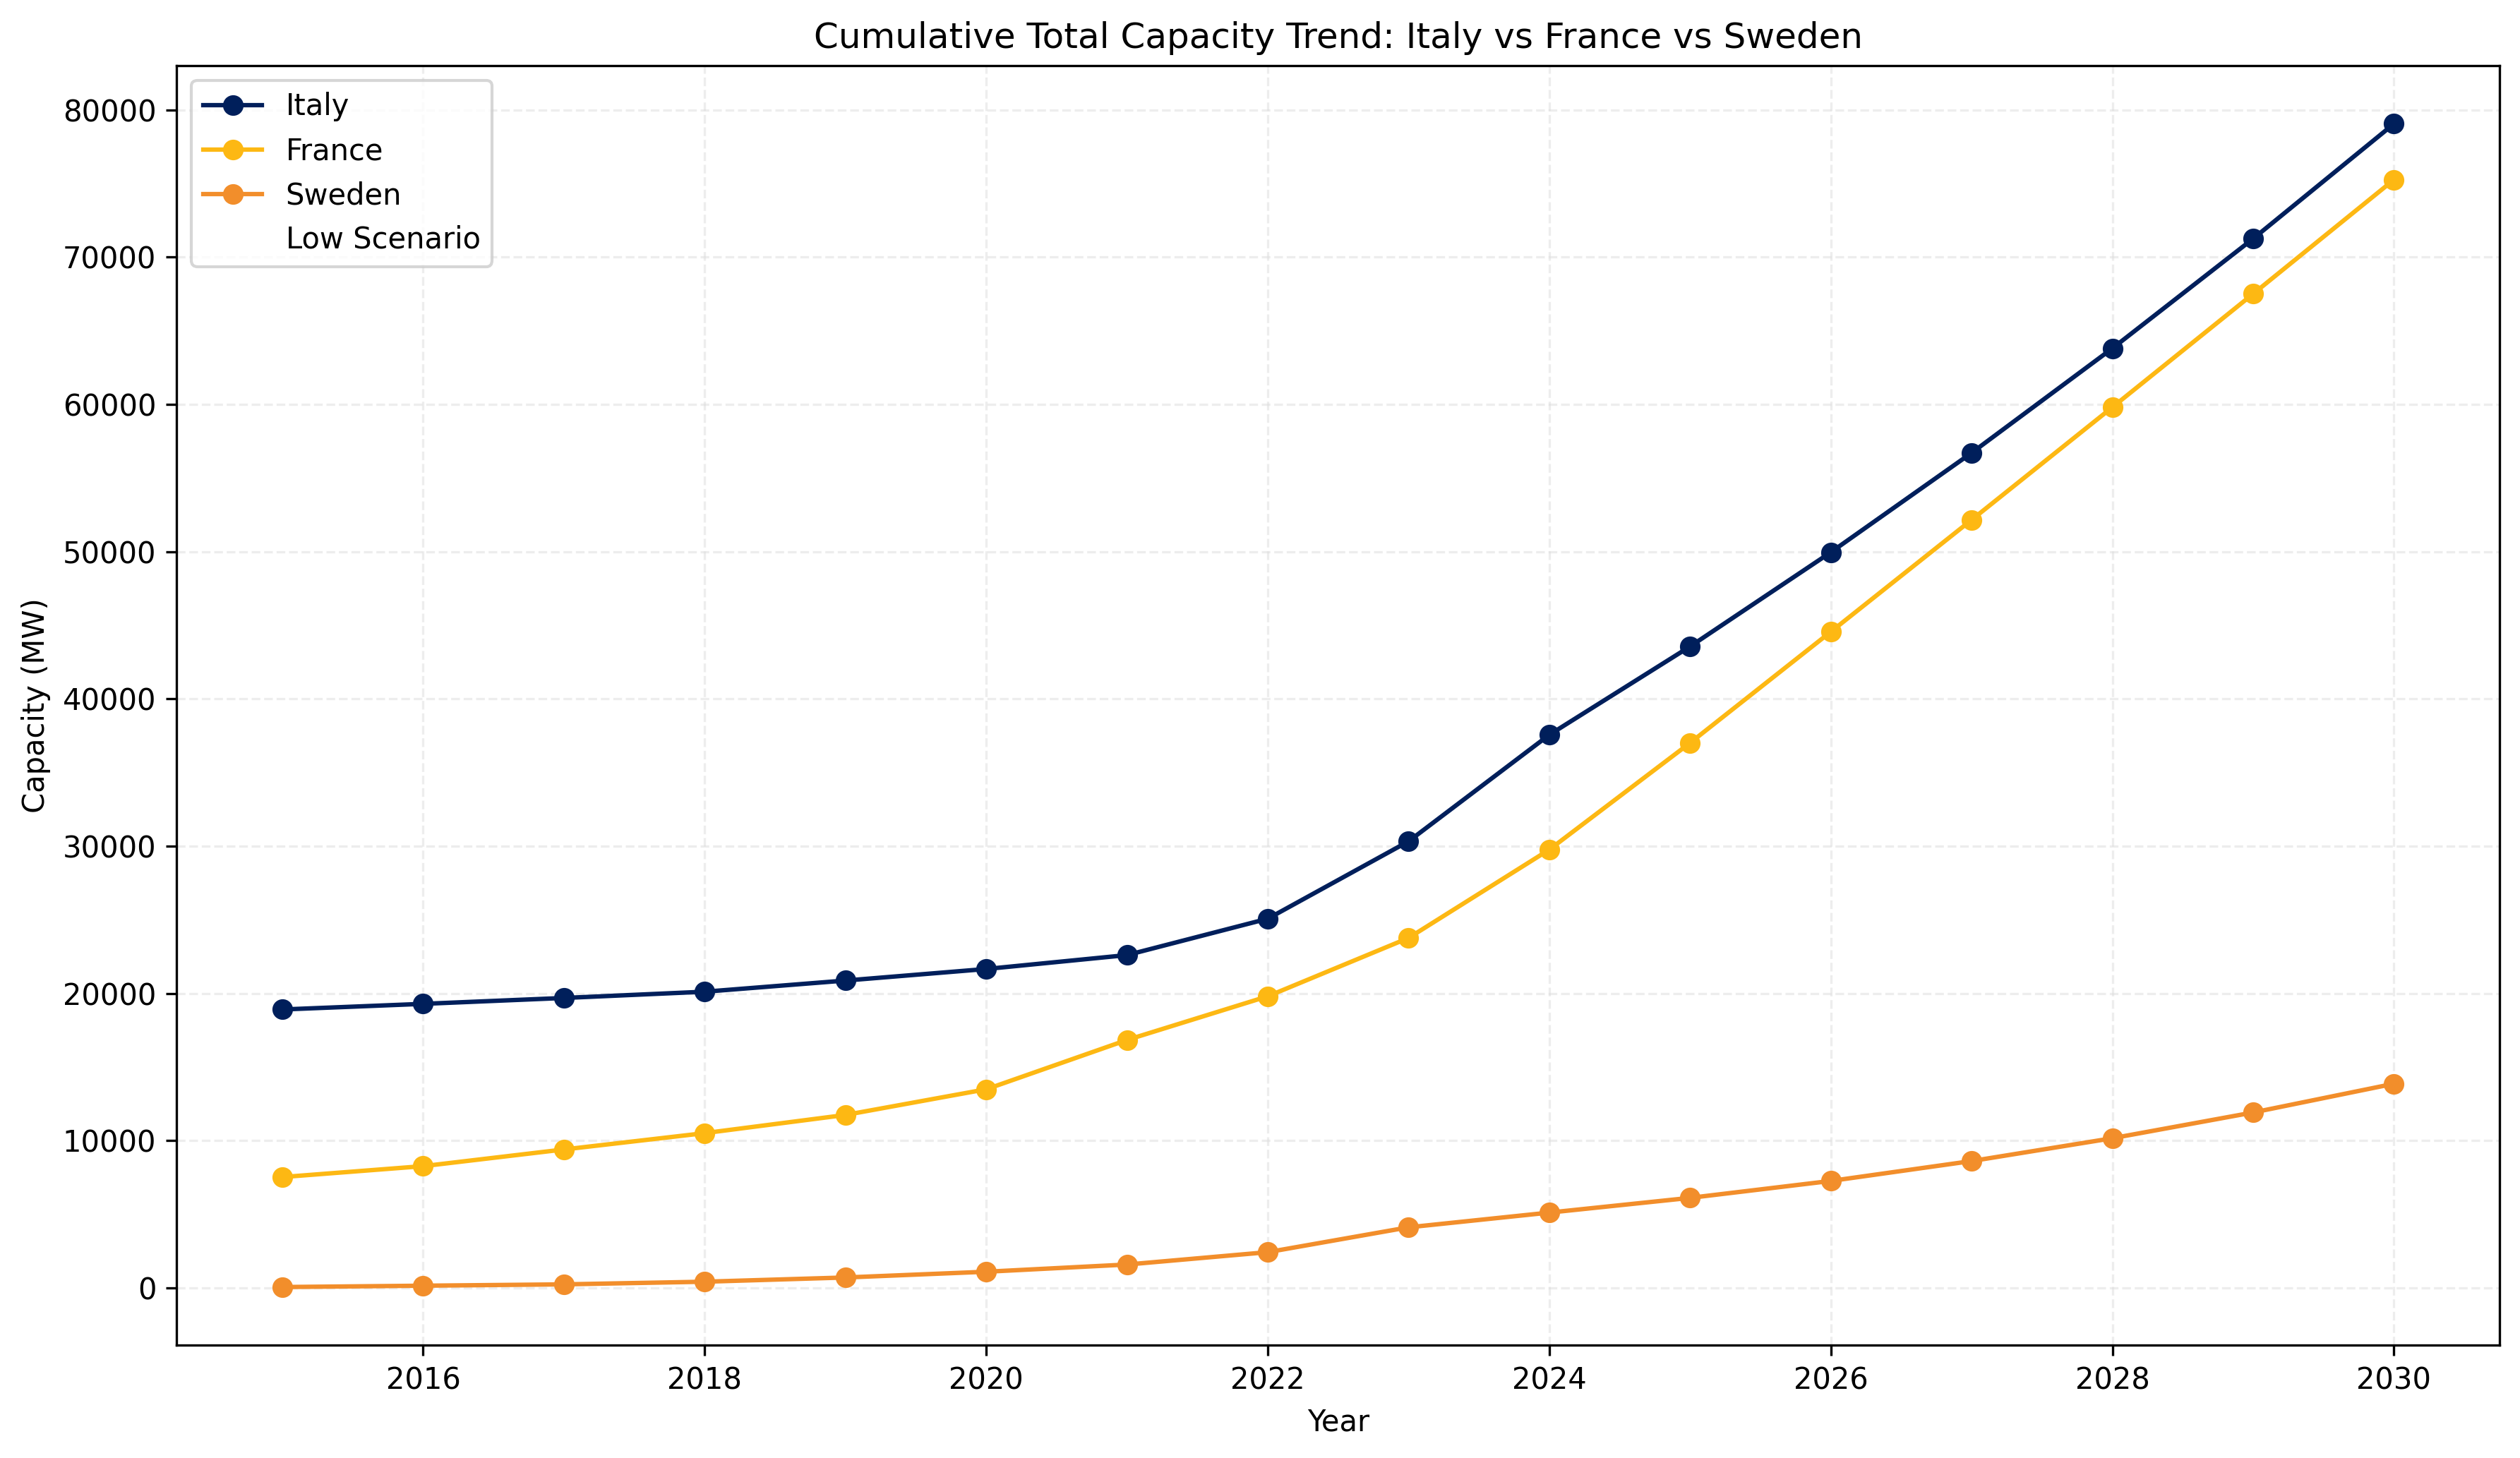 Cumulative Total Capacity Trend: Italy vs France vs Sweden
Italy
France
Sweden
Low Scenario
80000
70000
60000
50000
40000
30000
20000
10000
0
Capacity (MW)
2016 2018 2020 2022 2024 2026 2028 2030
Year